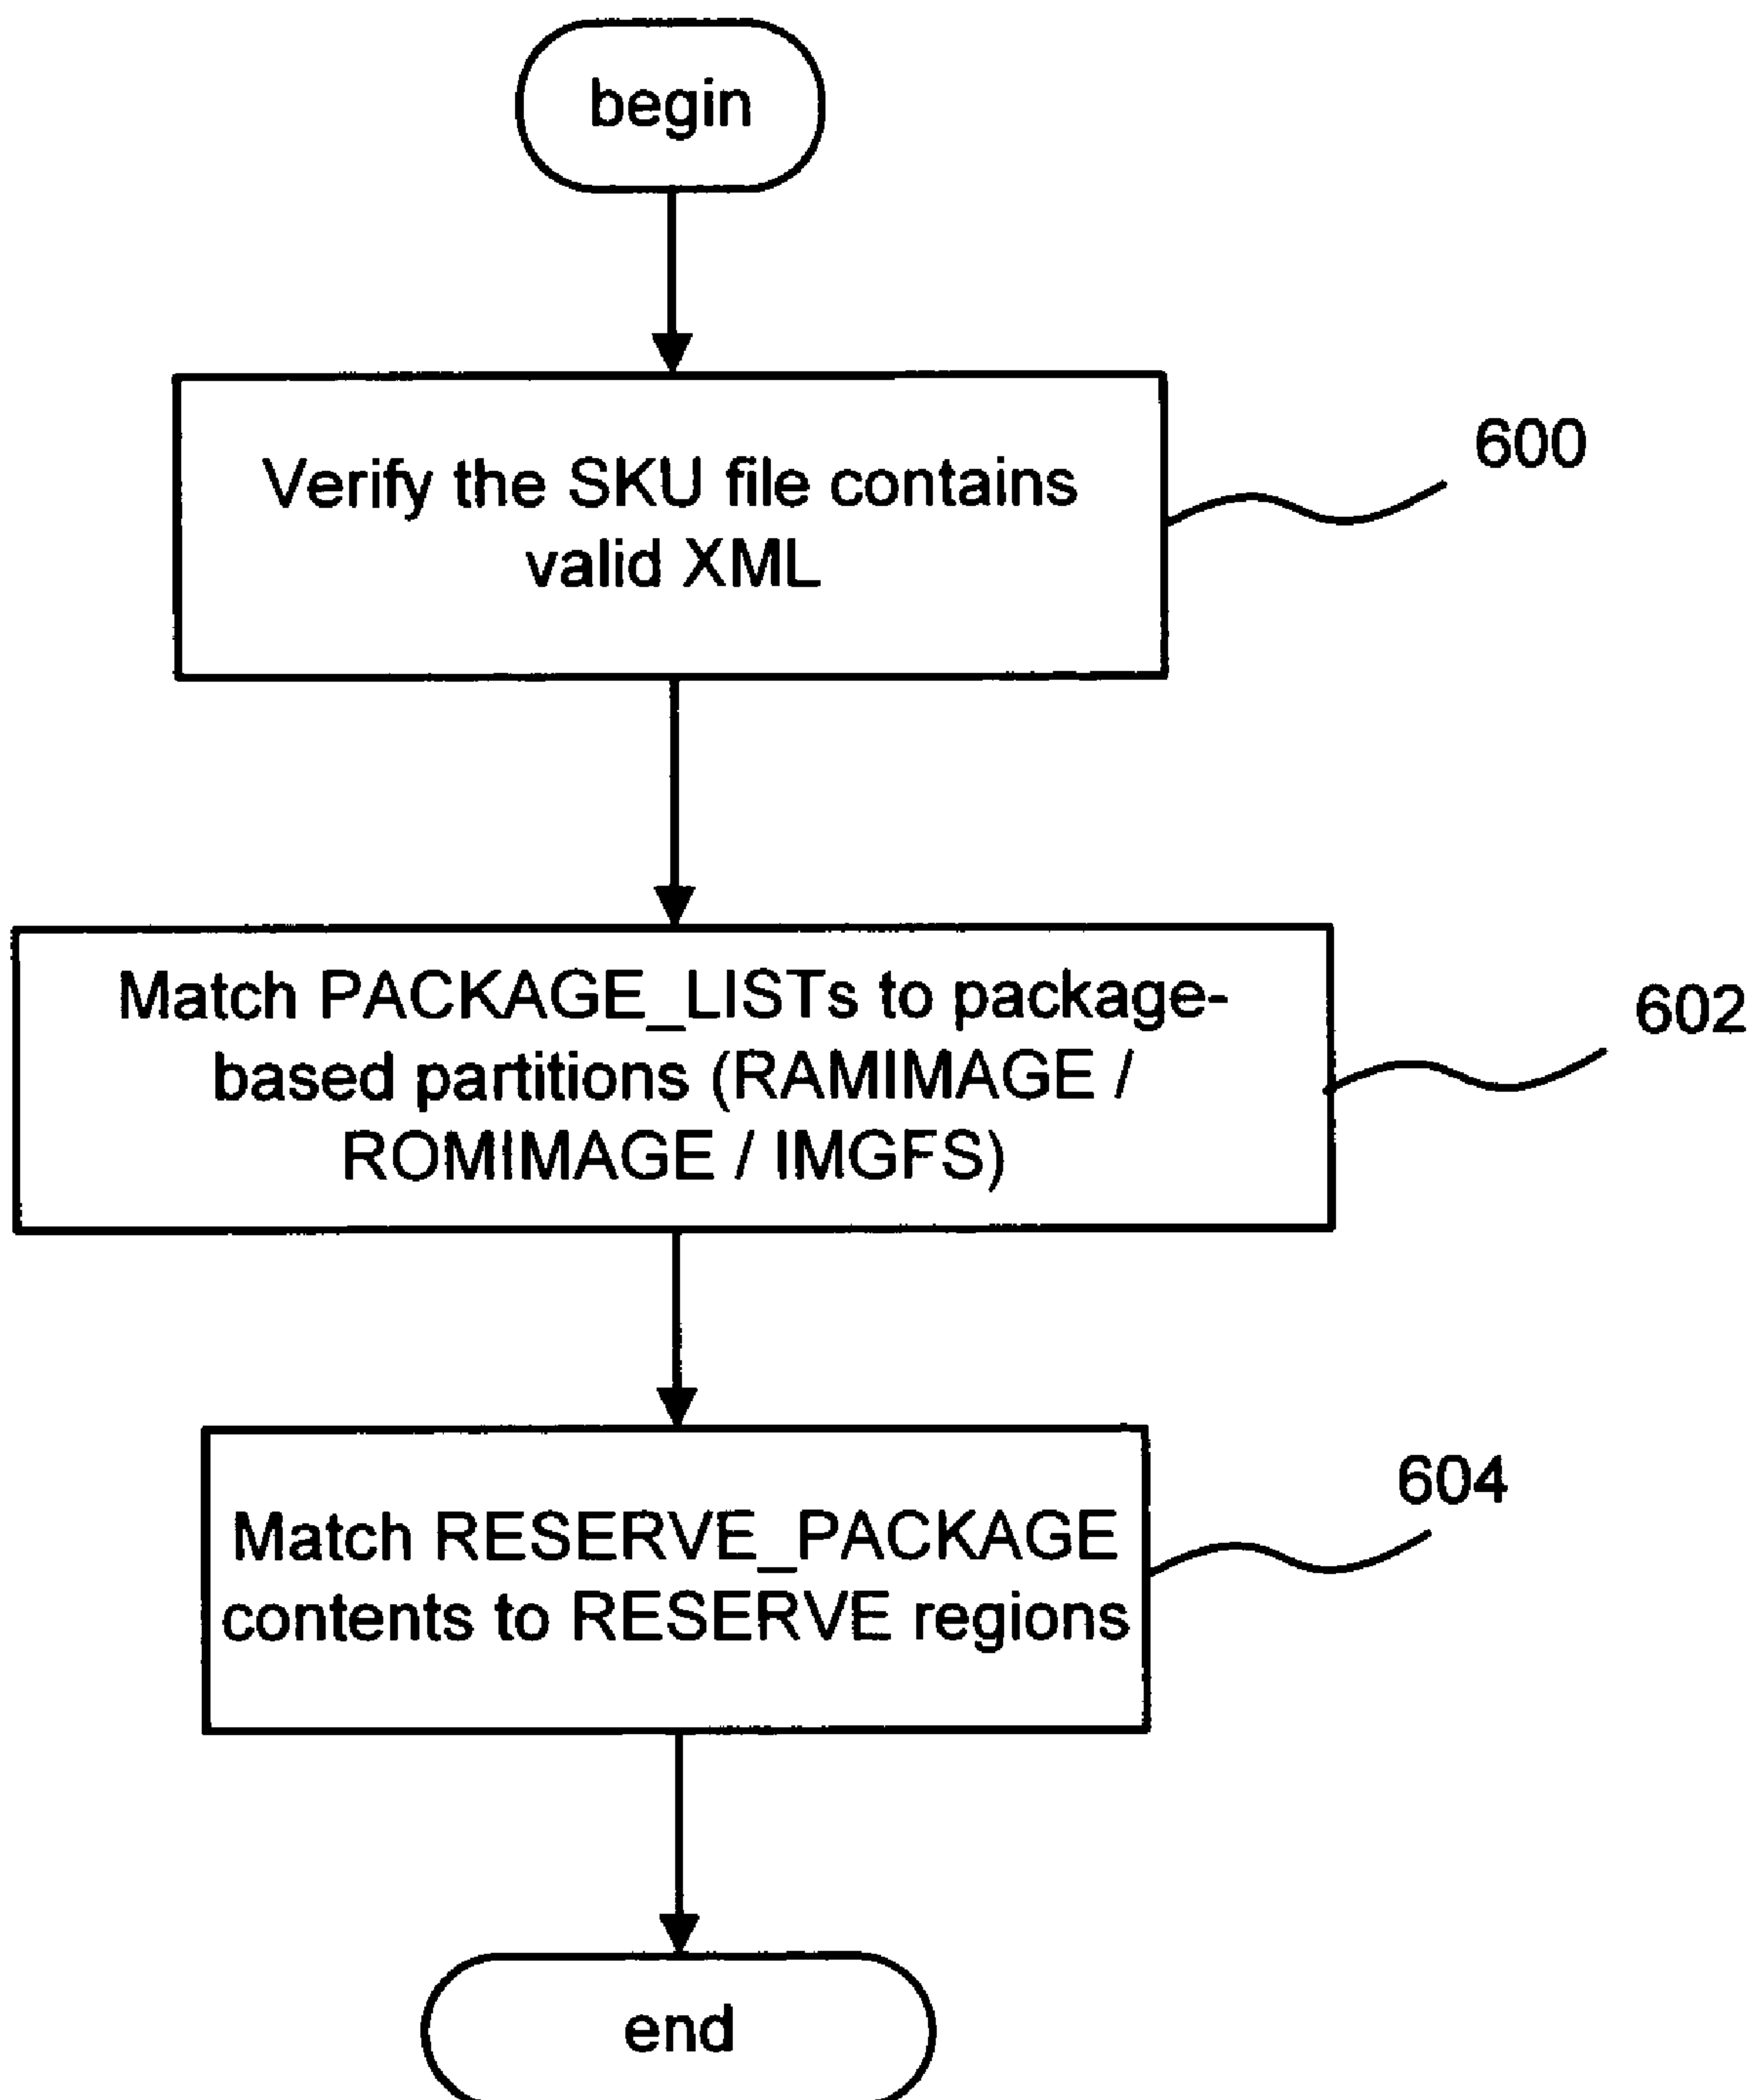 begin
Verify the SKU file contains
valid XML
600
Match PACKAGE_LISTs to package-
based partitions (RAMIMAGE /
ROMIMAGE / IMGFS)
602
Match RESERVE_PACKAGE
contents to RESERVE regions
604
end